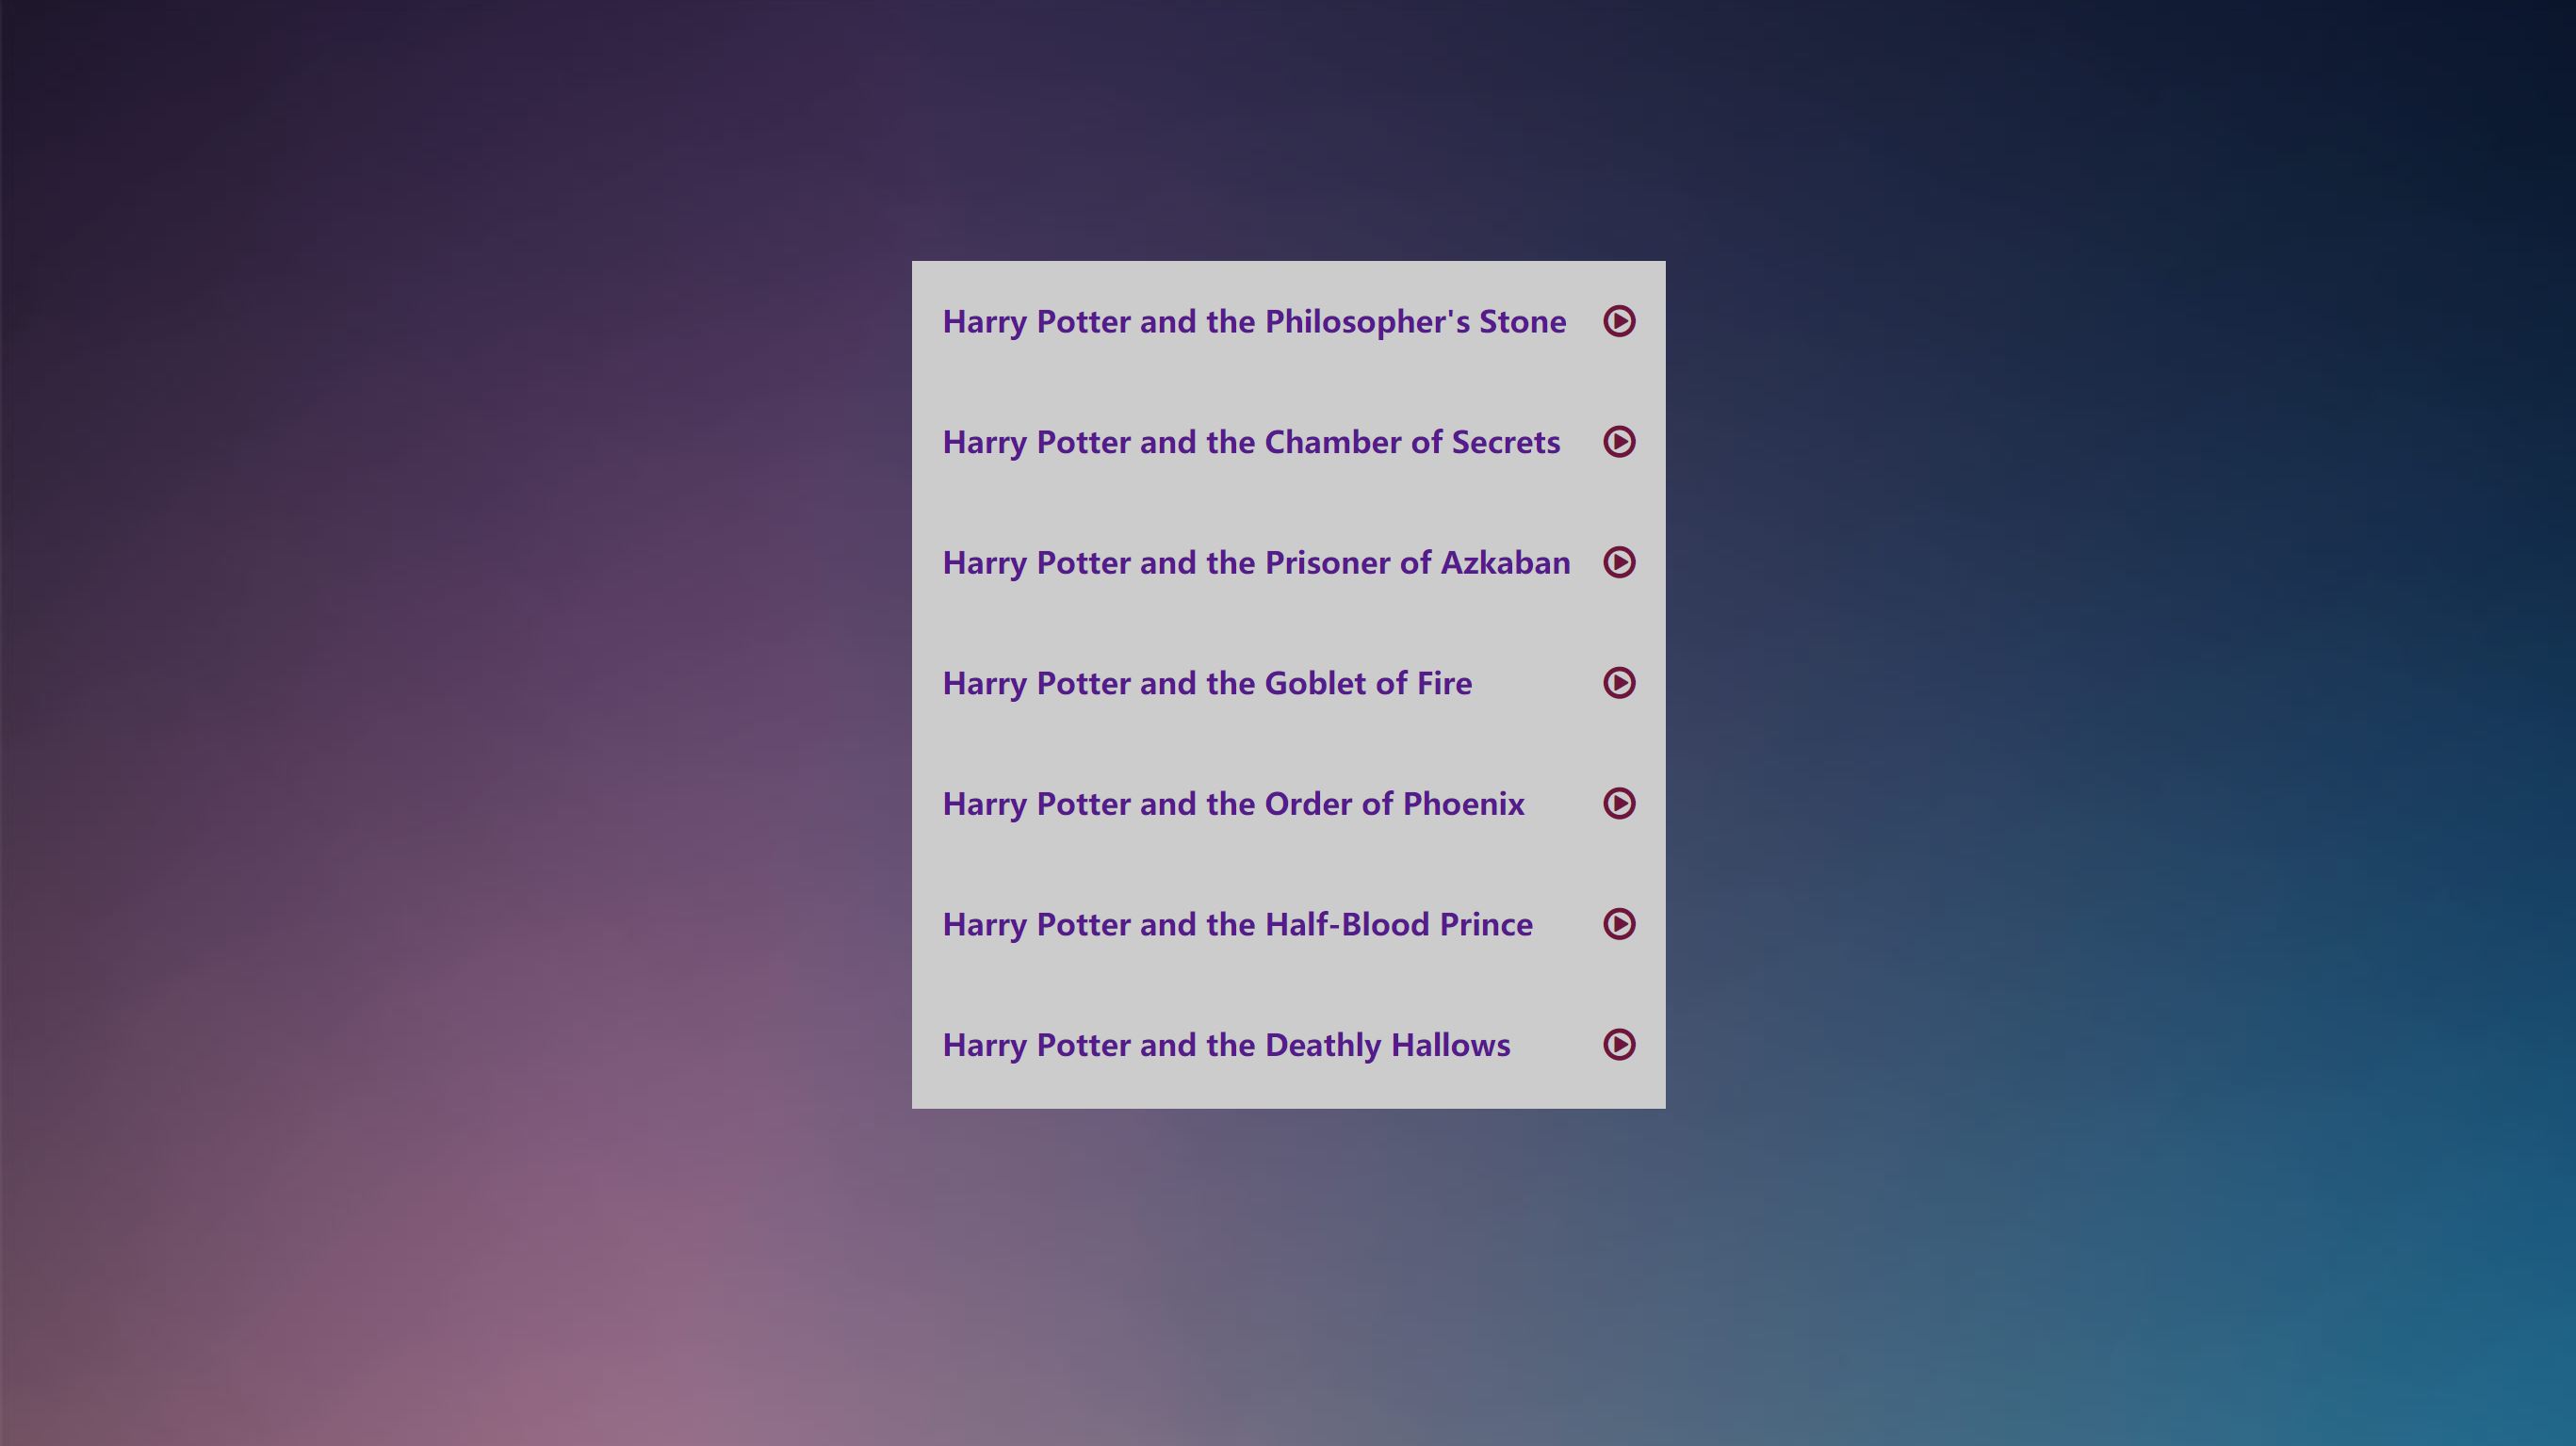 Harry Potter and the Philosopher's Stone
Harry Potter and the Chamber of Secrets
Harry Potter and the Prisoner of Azkaban
Harry Potter and the Goblet of Fire
Harry Potter and the Order of Phoenix
Harry Potter and the Half-Blood Prince
Harry Potter and the Deathly Hallows